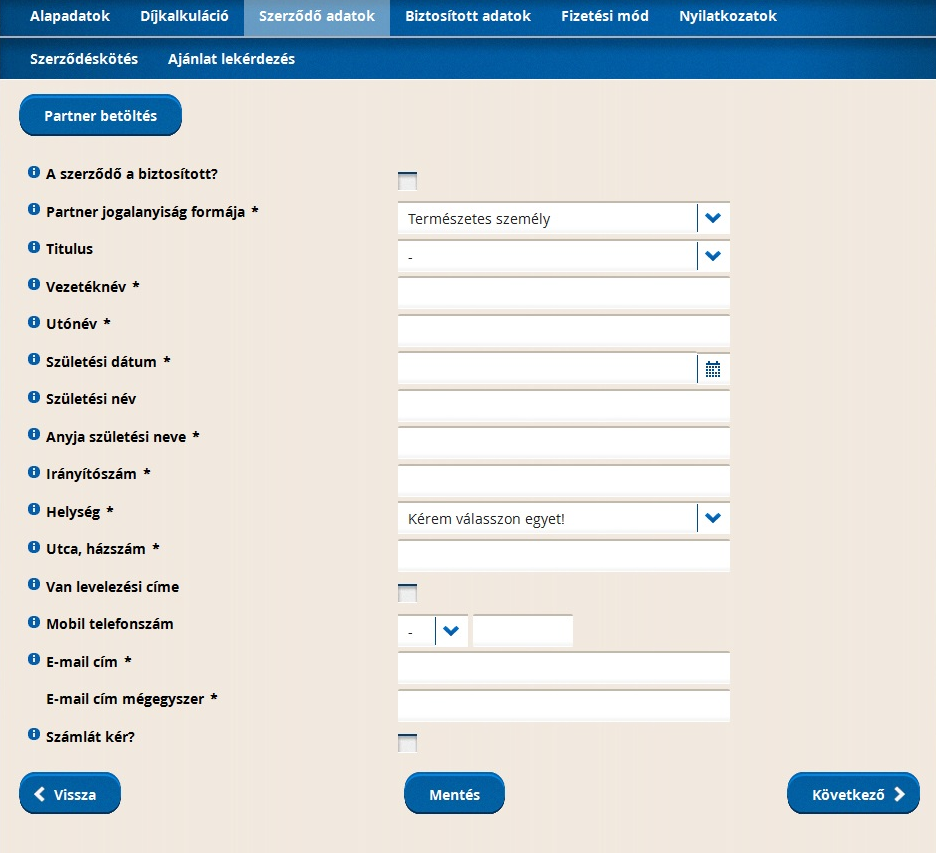 Alapadatok Díjkalkuláció Szerződő adatok Biztosított adatok Fizetési mód Nyilatkozatok
Szerződéskötés Ajánlat lekérdezés
Partner betöltés
A szerződő a biztosított?
Partner jogalanyiság formája * Természetes személy
Titulus -
Vezetéknév *
Utónév *
Születési dátum *
Születési név
Anyja születési neve *
Irányítószám *
Helység * Kérem válasszon egyet!
Utca, házszám *
Van levelezési címe
Mobil telefonszám -
E-mail cím *
E-mail cím mégegyszer *
Számlát kér?
Vissza Mentés Következő